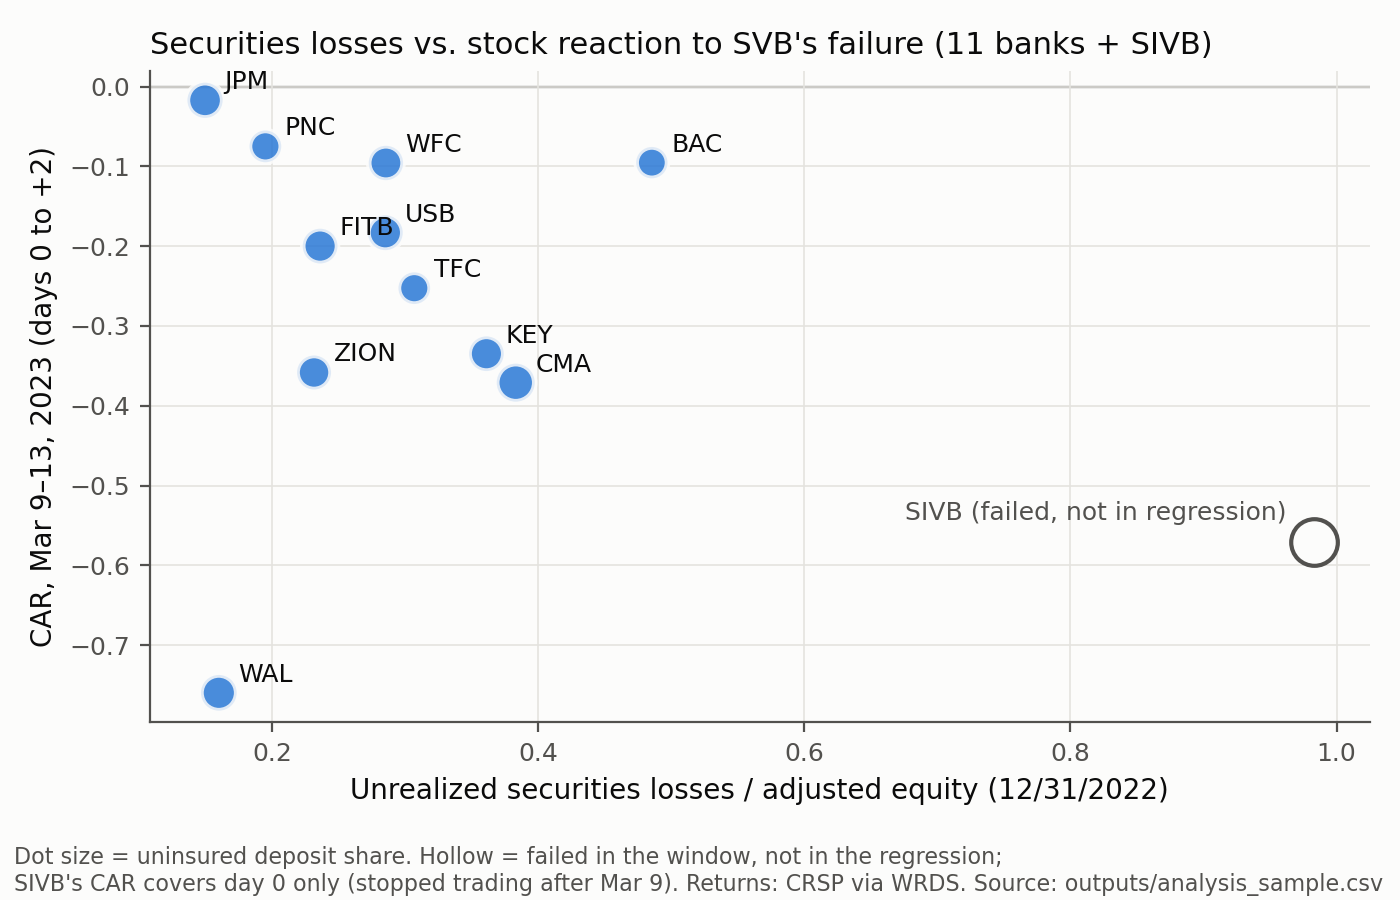 Securities losses vs. stock reaction to SVB's failure (11 banks + SIVB)
CAR, Mar 9–13, 2023 (days 0 to +2)
0.0
−0.1
−0.2
−0.3
−0.4
−0.5
−0.6
−0.7
JPM
PNC
WFC
BAC
USB
FITB
TFC
KEY
ZION
CMA
SIVB (failed, not in regression)
WAL
0.2
0.4
0.6
0.8
1.0
Unrealized securities losses / adjusted equity (12/31/2022)
Dot size = uninsured deposit share. Hollow = failed in the window, not in the regression;
SIVB's CAR covers day 0 only (stopped trading after Mar 9). Returns: CRSP via WRDS. Source: outputs/analysis_sample.csv